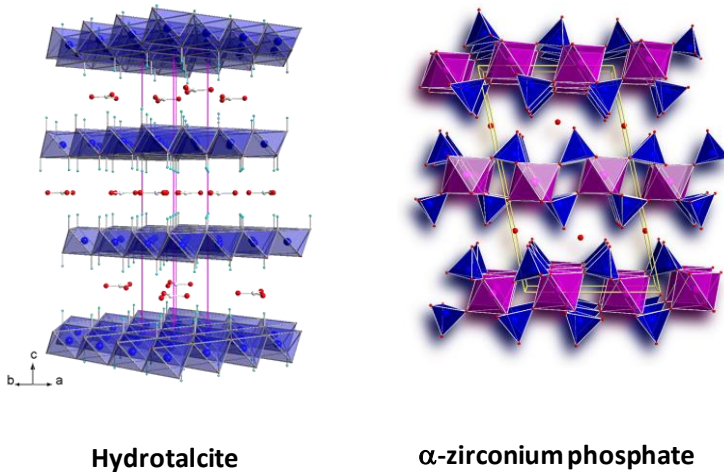 c
b a
Hydrotalcite
α-zirconium phosphate